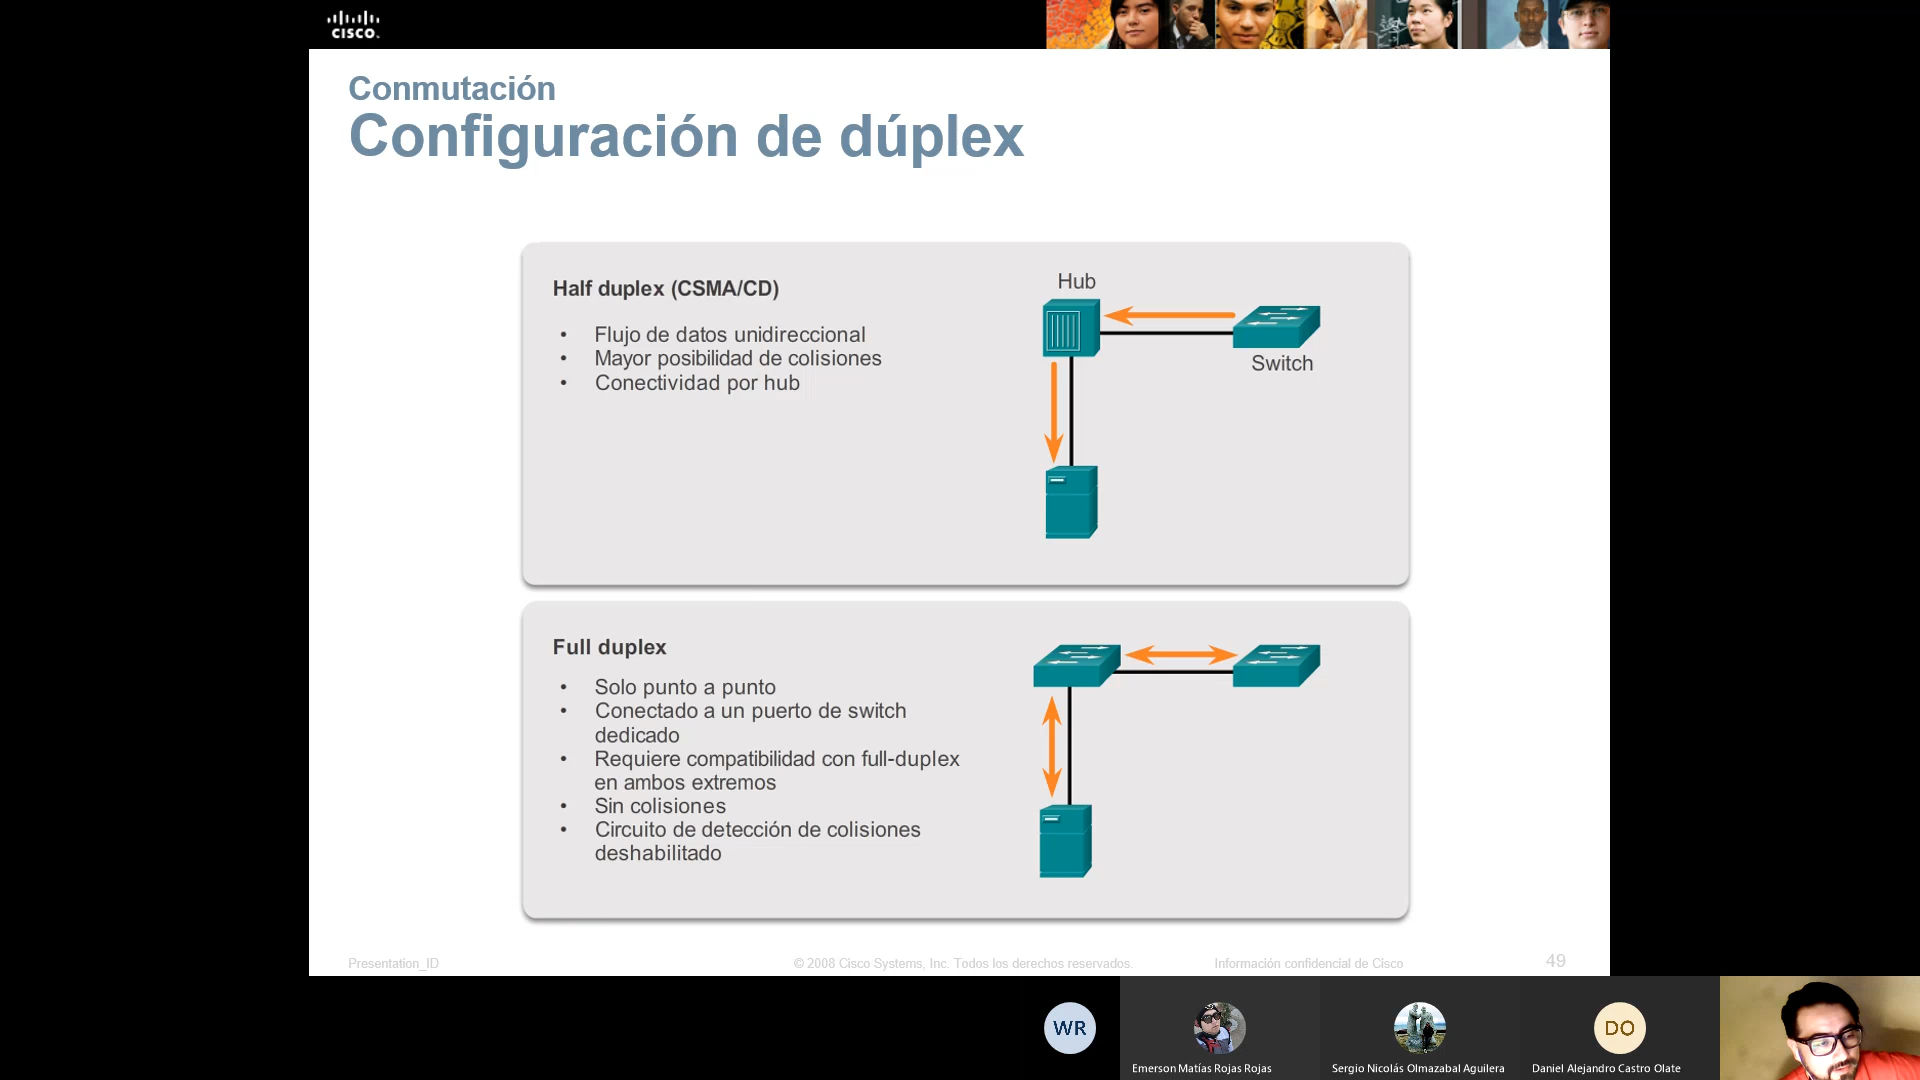 CISCO.
Conmutación
Configuración de dúplex
Half duplex (CSMA/CD)
• Flujo de datos unidireccional
• Mayor posibilidad de colisiones
• Conectividad por hub
Hub
Switch
Full duplex
• Solo punto a punto
• Conectado a un puerto de switch
dedicado
• Requiere compatibilidad con full-duplex
en ambos extremos
• Sin colisiones
• Circuito de detección de colisiones
deshabilitado
Presentation_ID
© 2008 Cisco Systems, Inc. Todos los derechos reservados.
Información confidencial de Cisco
49
WR
DO
Emerson Matías Rojas Rojas
Sergio Nicolás Olmazabal Aguilera
Daniel Alejandro Castro Olate